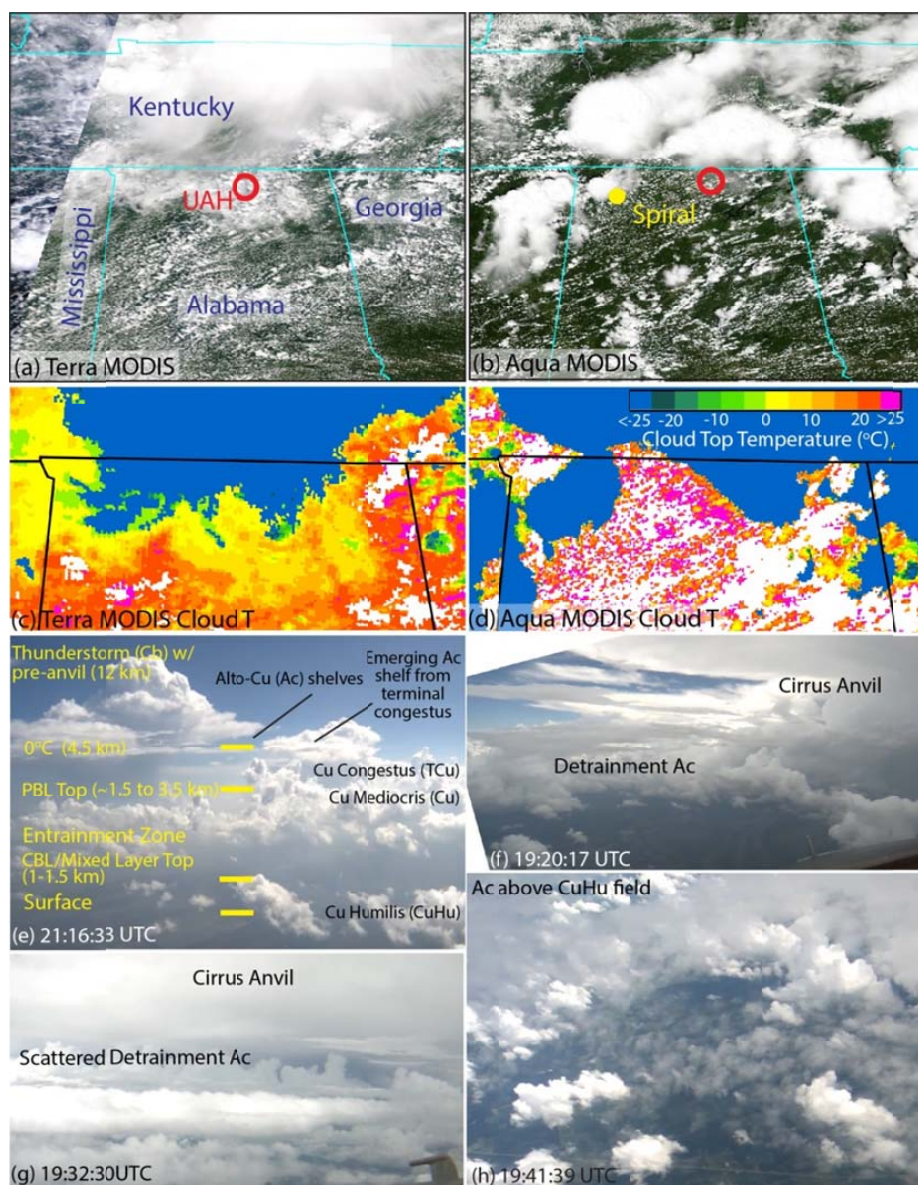 Kentucky
UAH
Georgia
Mississippi
Alabama
(a) Terra MODIS
Spiral
(b) Aqua MODIS
(c) Terra MODIS Cloud T
<-25 -20 -10 0 10 20 >25
Cloud Top Temperature (°C)
(d) Aqua MODIS Cloud T
Thunderstorm (Cb) w/
pre-anvil (12 km)
Alto-Cu (Ac) shelves
Emerging Ac
shelf from
terminal
congestus
0°C (4.5 km)
Cu Congestus (TCu)
PBL Top (~1.5 to 3.5 km)
Cu Mediocris (Cu)
Entrainment Zone
CBL/Mixed Layer Top
(1-1.5 km)
Surface
Cu Humilis (CuHu)
(e) 21:16:33 UTC
Cirrus Anvil
Detrainment Ac
(f) 19:20:17 UTC
Cirrus Anvil
Scattered Detrainment Ac
(g) 19:32:30UTC
Ac above CuHu field
(h) 19:41:39 UTC